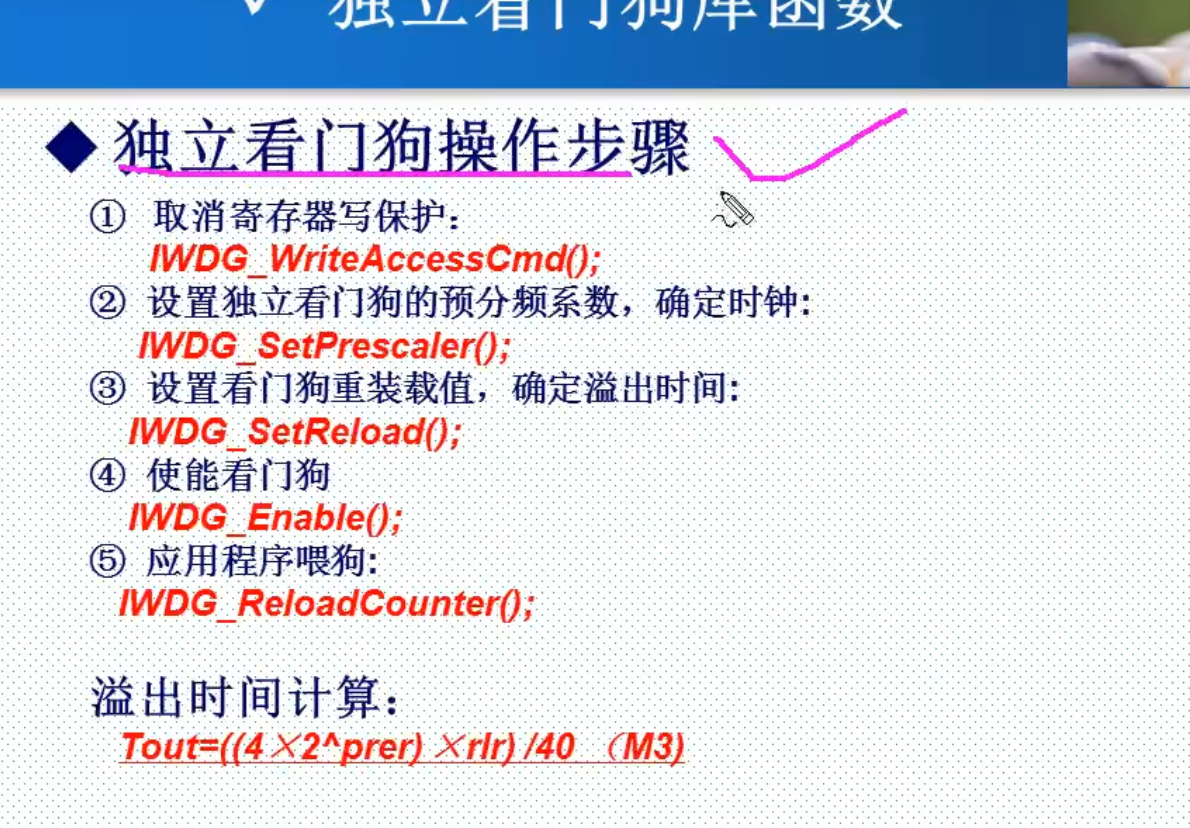 ✓ 独立看门狗库函数
◆ 独立看门狗操作步骤
① 取消寄存器写保护：
IWDG_WriteAccessCmd();
② 设置独立看门狗的预分频系数，确定时钟:
IWDG_SetPrescaler();
③ 设置看门狗重装载值，确定溢出时间:
IWDG_SetReload();
④ 使能看门狗
IWDG_Enable();
⑤ 应用程序喂狗:
IWDG_ReloadCounter();
溢出时间计算：
Tout=((4×2^prer) ×rlr) /40 （M3)